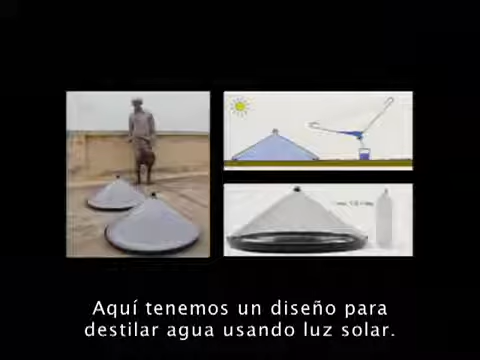 Aquí tenemos un diseño para
destilar agua usando luz solar.